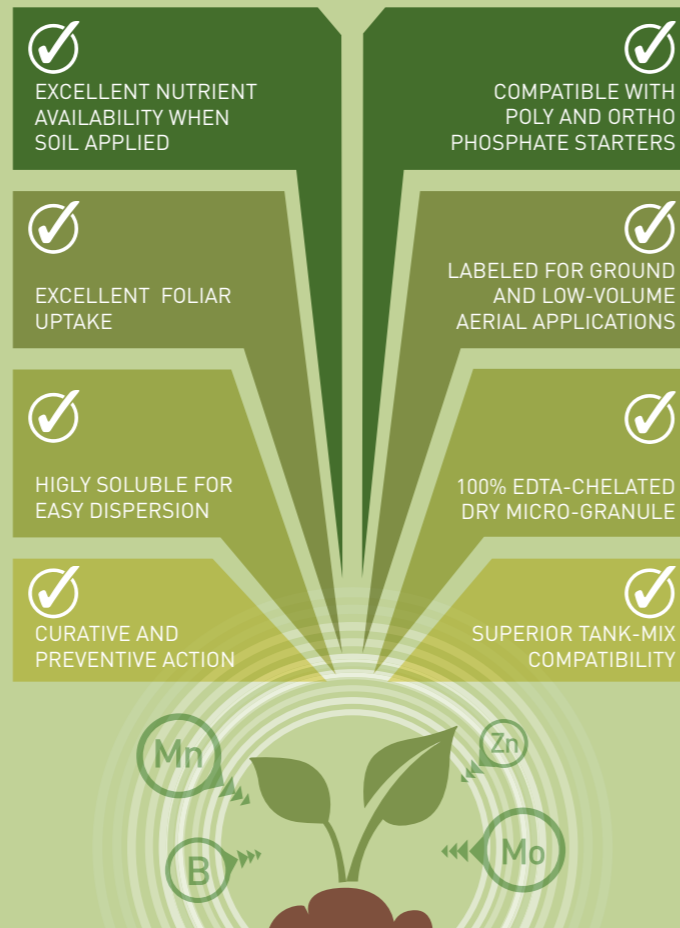 EXCELLENT NUTRIENT
AVAILABILITY WHEN
SOIL APPLIED
COMPATIBLE WITH
POLY AND ORTHO
PHOSPHATE STARTERS
EXCELLENT FOLIAR
UPTAKE
LABELED FOR GROUND
AND LOW-VOLUME
AERIAL APPLICATIONS
HIGLY SOLUBLE FOR
EASY DISPERSION
100% EDTA-CHELATED
DRY MICRO-GRANULE
CURATIVE AND
PREVENTIVE ACTION
SUPERIOR TANK-MIX
COMPATIBILITY
Mn
Zn
B
Mo